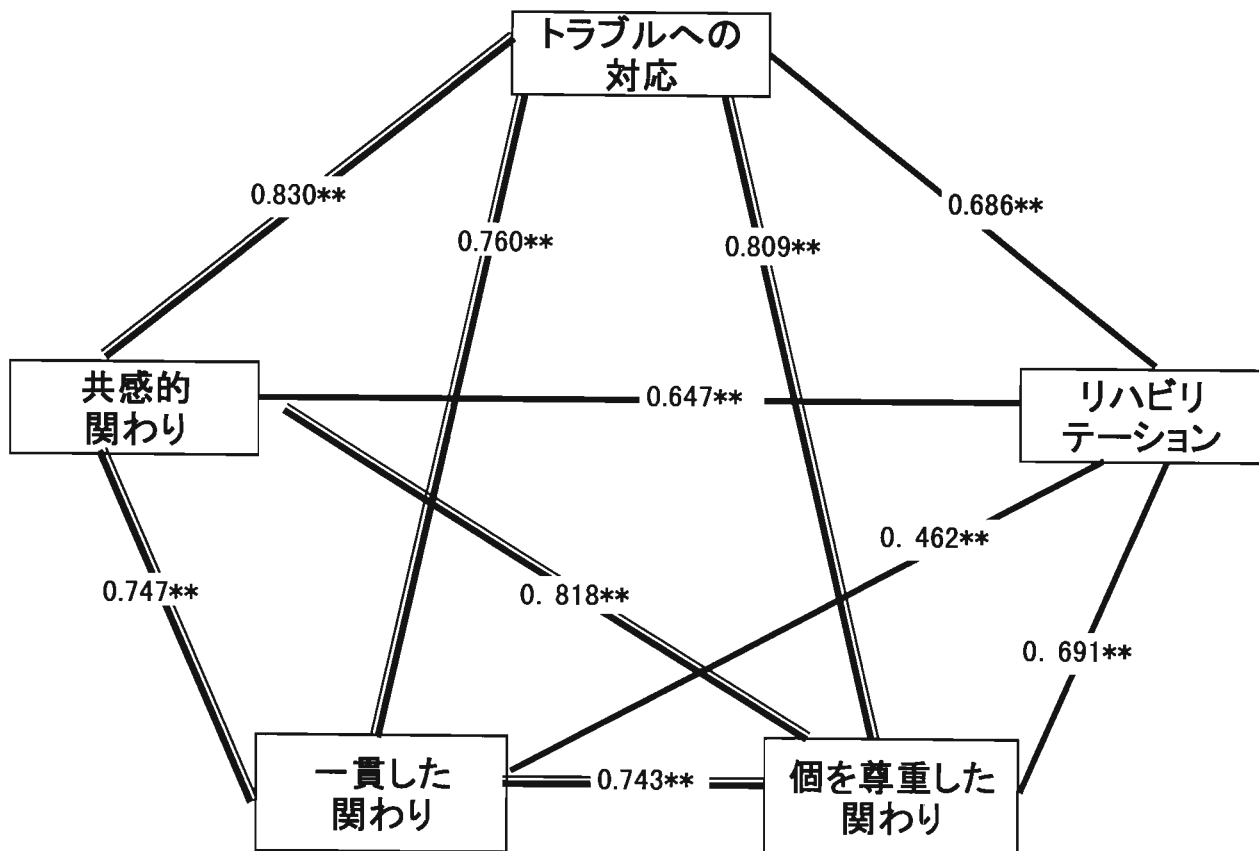 トラブルへの
対応
0.830**
0.686**
0.760**
0.809**
共感的
関わり
0.647**
リハビリ
テーション
0. 462**
0.747**
0. 818**
0. 691**
一貫した
関わり
0.743**
個を尊重した
関わり